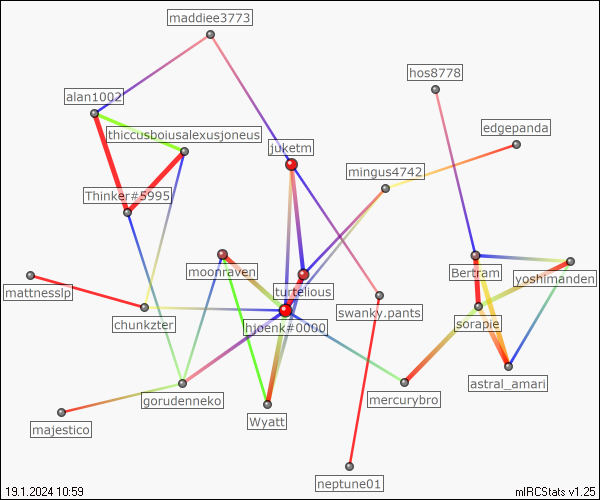 maddiee3773
hos8778
alan1002
edgepanda
thiccusboiusalexusjoneus
juketm
mingus4742
Thinker#5995
moonraven
Bertram
yoshimanden
mattnesslp
turtelious
swanky.pants
chunkzter
hjoenk#0000
sorapie
astral_amari
gorudenneko
mercurybro
majestico
Wyatt
neptune01
19.1.2024 10:59
mIRCStats v1.25